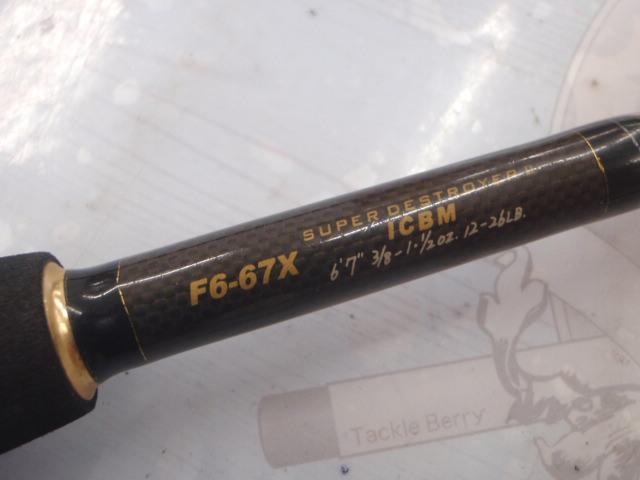 SUPER DESTROYER"
ICBM
F6-67X
6'7" 3/8-1·1/2oz. 12-26LB.
Tackle Berry